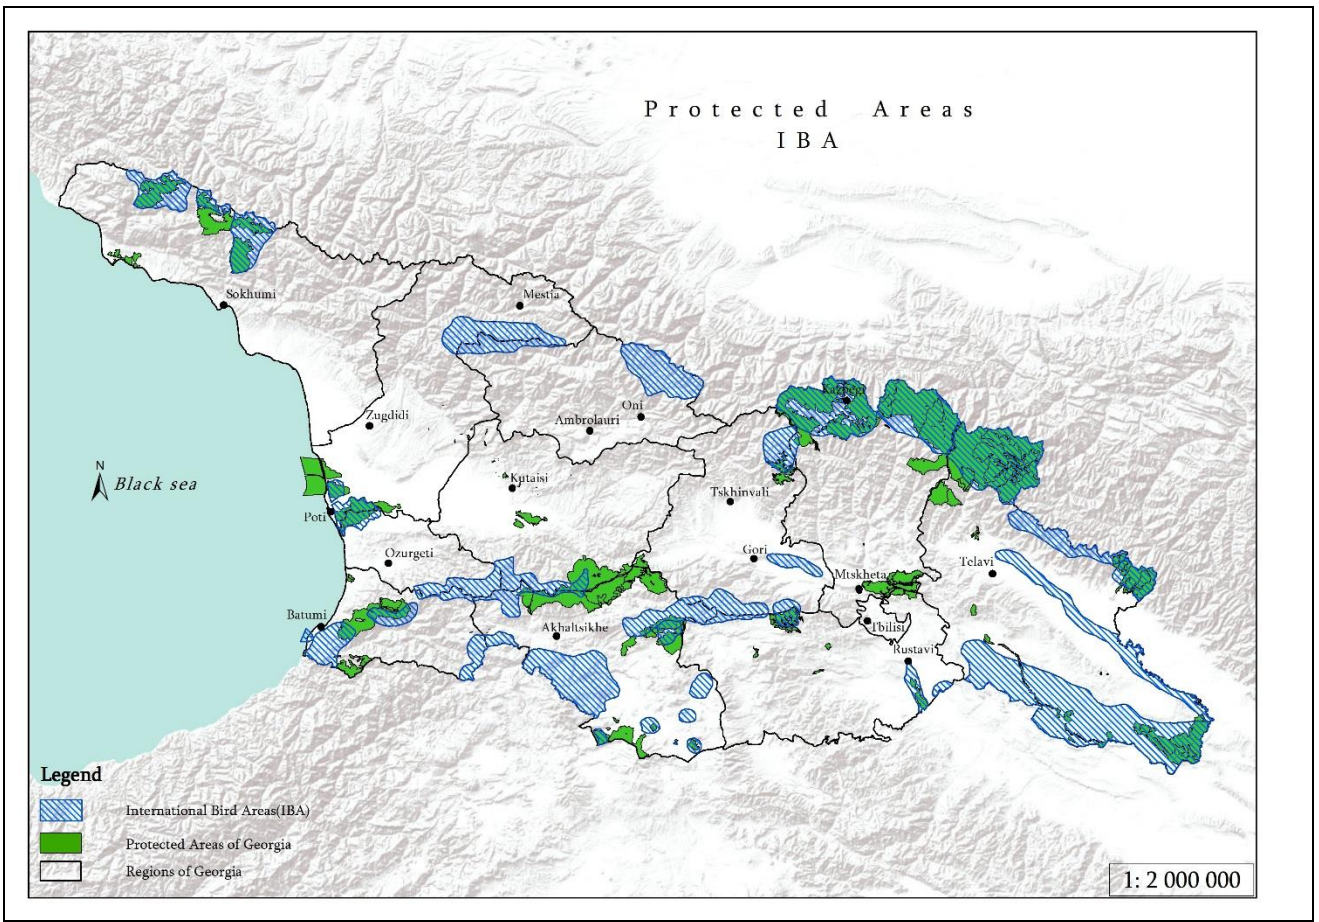 Protected Areas
IBA
Sokhumi
Mestia
Kazpegi
Oni
Zugdidi
Ambrolauri
N
Black sea
Kutaisi
Tskhinvali
Poti
Ozurgeti
Gori
Telavi
Mtskheta
Batumi
Akhaltsikhe
Tbilisi
Rustavi
Legend
International Bird Areas(IBA)
Protected Areas of Georgia
Regions of Georgia
1: 2 000 000